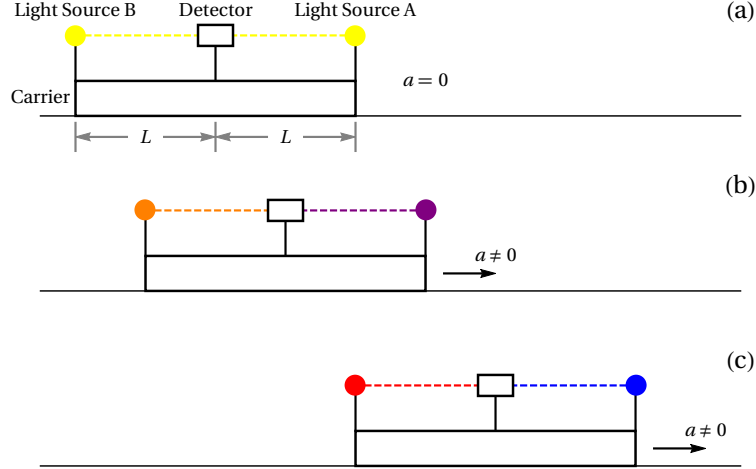 Light Source B Detector Light Source A (a)
a = 0
Carrier
L L
(b)
a ≠ 0
(c)
a ≠ 0